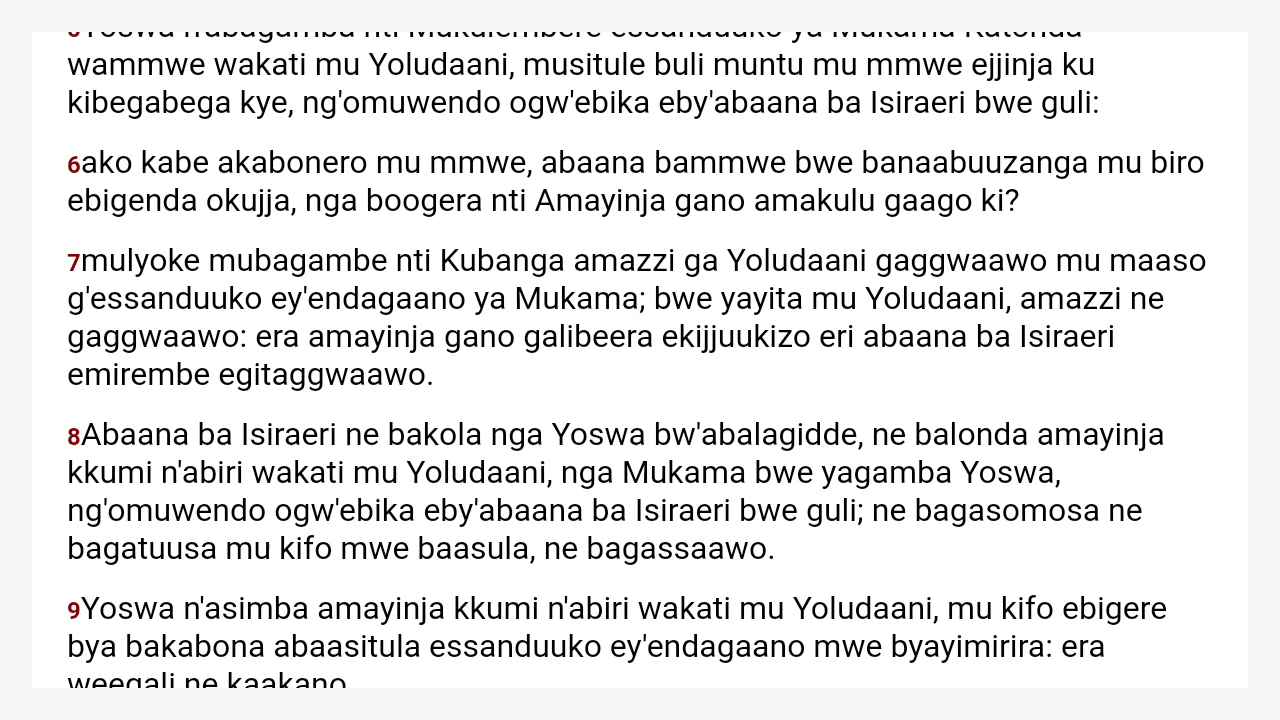 wammwe wakati mu Yoludaani, musitule buli muntu mu mmwe ejjinja ku
kibegabega kye, ng'omuwendo ogw'ebika eby'abaana ba Isiraeri bwe guli:
6ako kabe akabonero mu mmwe, abaana bammwe bwe banaabuuzanga mu biro
ebigenda okujja, nga boogera nti Amayinja gano amakulu gaago ki?
7mulyoke mubagambe nti Kubanga amazzi ga Yoludaani gaggwaawo mu maaso
g'essanduuko ey'endagaano ya Mukama; bwe yayita mu Yoludaani, amazzi ne
gaggwaawo: era amayinja gano galibeera ekijjuukizo eri abaana ba Isiraeri
emirembe egitaggwaawo.
8Abaana ba Isiraeri ne bakola nga Yoswa bw'abalagidde, ne balonda amayinja
kkumi n'abiri wakati mu Yoludaani, nga Mukama bwe yagamba Yoswa,
ng'omuwendo ogw'ebika eby'abaana ba Isiraeri bwe guli; ne bagasomosa ne
bagatuusa mu kifo mwe baasula, ne bagassaawo.
9Yoswa n'asimba amayinja kkumi n'abiri wakati mu Yoludaani, mu kifo ebigere
bya bakabona abaasitula essanduuko ey'endagaano mwe byayimirira: era
weegali ne kaakano.